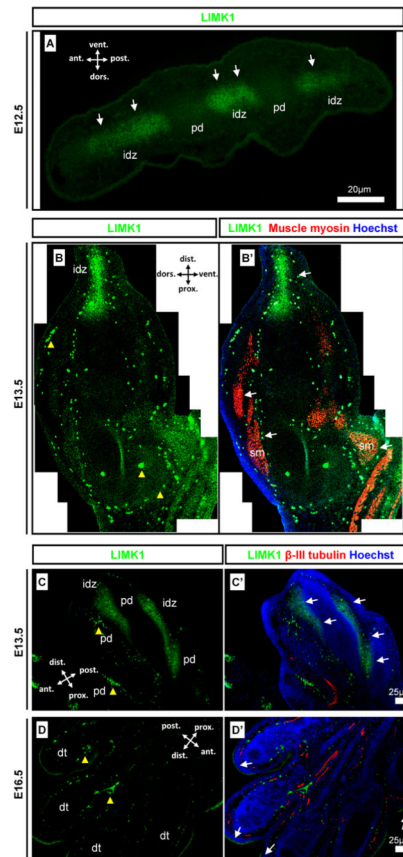 LIMK1
E12.5
A
vent.
ant. post.
dors.
pd
idz
pd
idz
idz
20μm
LIMK1
LIMK1 Muscle myosin Hoechst
E13.5
B
idz
dist.
dors. vent.
prox.
B'
sm
sm
LIMK1
LIMK1 β-III tubulin Hoechst
E13.5
C
idz
pd
idz
pd
pd
pd
dist.
post.
ant.
prox.
C'
25μ
E16.5
D
post. prox.
dist. ant.
dt
dt
dt
dt
D'
25μ